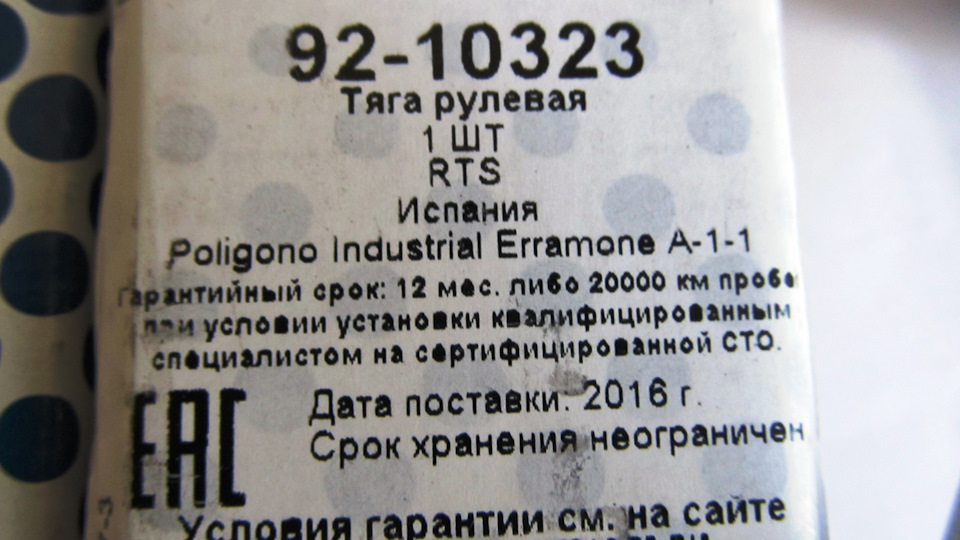 92-10323
Тяга рулевая
1 ШТ
RTS
Испания
Poligono Industrial Erramone A-1-1
Гарантийный срок: 12 мес. либо 20000 км пробе
при условии установки квалифицированным
специалистом на сертифицированной СТО.
EAC
Дата поставки: 2016 г.
Срок хранения неограничен
Условия гарантии см. на сайте